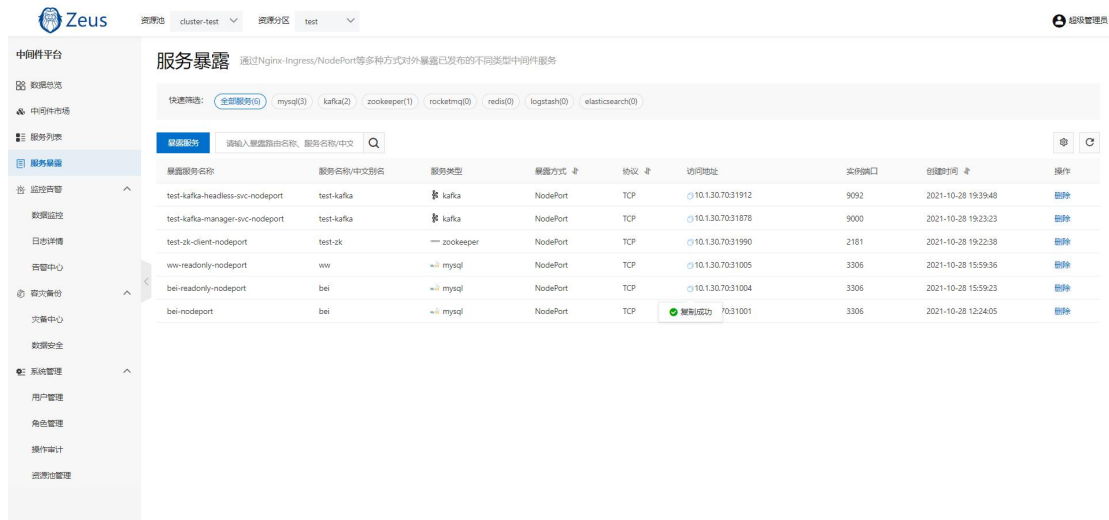 Zeus
资源池 cluster-test 资源分区 test
超级管理员
中间件平台
数据总览
中间件市场
服务列表
服务暴露
监控告警
数据监控
日志详情
告警中心
容灾备份
灾备中心
数据安全
系统管理
用户管理
角色管理
操作审计
资源池管理
服务暴露 通过Nginx-Ingress/NodePort等多种方式对外暴露已发布的不同类型中间件服务
快速筛选: 全部服务(6) mysql(3) kafka(2) zookeeper(1) rocketmq(0) redis(0) logstash(0) elasticsearch(0)
暴露服务 请输入暴露路由名称、服务名称/中文
暴露服务名称 服务名称/中文别名 服务类型 暴露方式 协议 访问地址 实例端口 创建时间 操作
test-kafka-headless-svc-nodeport test-kafka kafka NodePort TCP 10.1.30.70:31912 9092 2021-10-28 19:39:48 删除
test-kafka-manager-svc-nodeport test-kafka kafka NodePort TCP 10.1.30.70:31878 9000 2021-10-28 19:23:23 删除
test-zk-client-nodeport test-zk zookeeper NodePort TCP 10.1.30.70:31990 2181 2021-10-28 19:22:38 删除
ww-readonly-nodeport ww mysql NodePort TCP 10.1.30.70:31005 3306 2021-10-28 15:59:36 删除
bei-readonly-nodeport bei mysql NodePort TCP 10.1.30.70:31004 3306 2021-10-28 15:59:23 删除
bei-nodeport bei mysql NodePort TCP 复制成功 70:31001 3306 2021-10-28 12:24:05 删除